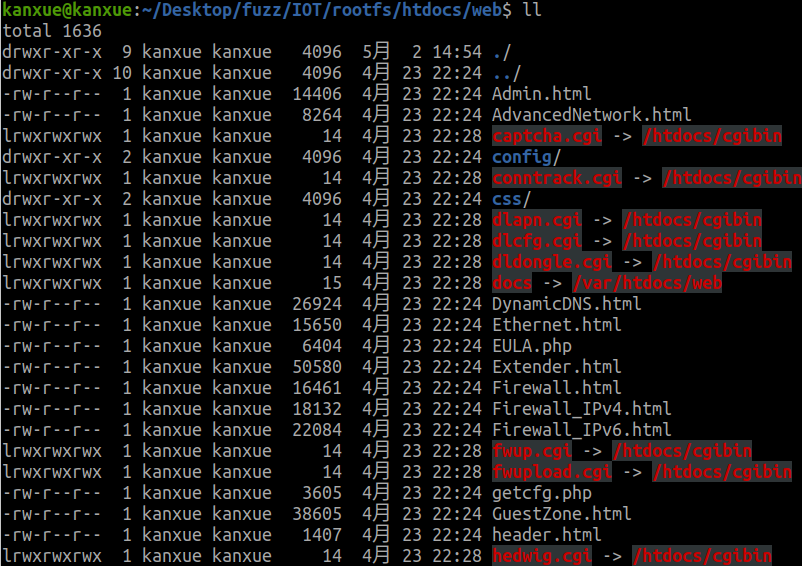 kanxue@kanxue:~/Desktop/fuzz/IOT/rootfs/htdocs/web$ ll
total 1636
drwxr-xr-x  9 kanxue kanxue   4096  5月   2 14:54 ./
drwxr-xr-x 10 kanxue kanxue   4096  4月  23 22:24 ../
-rw-r--r--  1 kanxue kanxue  14406  4月  23 22:24 Admin.html
-rw-r--r--  1 kanxue kanxue   8264  4月  23 22:24 AdvancedNetwork.html
lrwxrwxrwx  1 kanxue kanxue     14  4月  23 22:28 captcha.cgi -> /htdocs/cgibin
drwxr-xr-x  2 kanxue kanxue   4096  4月  23 22:24 config/
lrwxrwxrwx  1 kanxue kanxue     14  4月  23 22:28 conntrack.cgi -> /htdocs/cgibin
drwxr-xr-x  2 kanxue kanxue   4096  4月  23 22:24 css/
lrwxrwxrwx  1 kanxue kanxue     14  4月  23 22:28 dlapn.cgi -> /htdocs/cgibin
lrwxrwxrwx  1 kanxue kanxue     14  4月  23 22:28 dlcfg.cgi -> /htdocs/cgibin
lrwxrwxrwx  1 kanxue kanxue     14  4月  23 22:28 dldongle.cgi -> /htdocs/cgibin
lrwxrwxrwx  1 kanxue kanxue     15  4月  23 22:28 docs -> /var/htdocs/web
-rw-r--r--  1 kanxue kanxue  26924  4月  23 22:24 DynamicDNS.html
-rw-r--r--  1 kanxue kanxue  15650  4月  23 22:24 Ethernet.html
-rw-r--r--  1 kanxue kanxue   6404  4月  23 22:24 EULA.php
-rw-r--r--  1 kanxue kanxue  50580  4月  23 22:24 Extender.html
-rw-r--r--  1 kanxue kanxue  16461  4月  23 22:24 Firewall.html
-rw-r--r--  1 kanxue kanxue  18132  4月  23 22:24 Firewall_IPv4.html
-rw-r--r--  1 kanxue kanxue  22084  4月  23 22:24 Firewall_IPv6.html
lrwxrwxrwx  1 kanxue kanxue     14  4月  23 22:28 fwup.cgi -> /htdocs/cgibin
lrwxrwxrwx  1 kanxue kanxue     14  4月  23 22:28 fwupload.cgi -> /htdocs/cgibin
-rw-r--r--  1 kanxue kanxue   3605  4月  23 22:24 getcfg.php
-rw-r--r--  1 kanxue kanxue  38605  4月  23 22:24 GuestZone.html
-rw-r--r--  1 kanxue kanxue   1407  4月  23 22:24 header.html
lrwxrwxrwx  1 kanxue kanxue     14  4月  23 22:28 hedwig.cgi -> /htdocs/cgibin